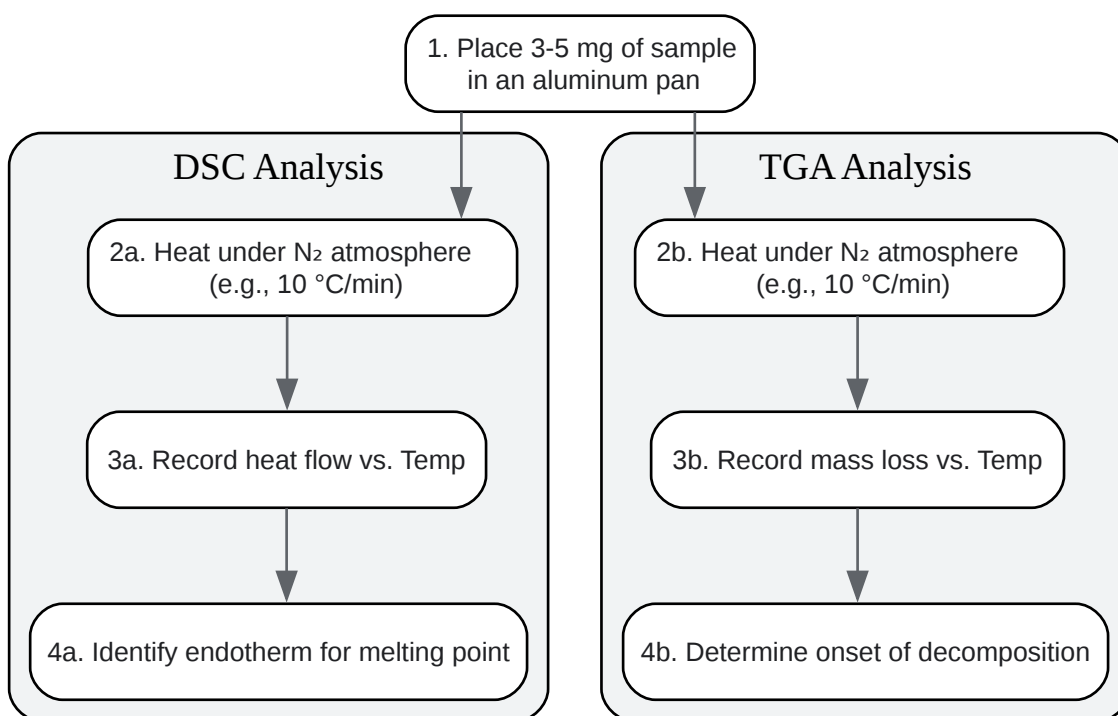 1. Place 3-5 mg of sample
in an aluminum pan
DSC Analysis
2a. Heat under N₂ atmosphere
(e.g., 10 °C/min)
3a. Record heat flow vs. Temp
4a. Identify endotherm for melting point
TGA Analysis
2b. Heat under N₂ atmosphere
(e.g., 10 °C/min)
3b. Record mass loss vs. Temp
4b. Determine onset of decomposition